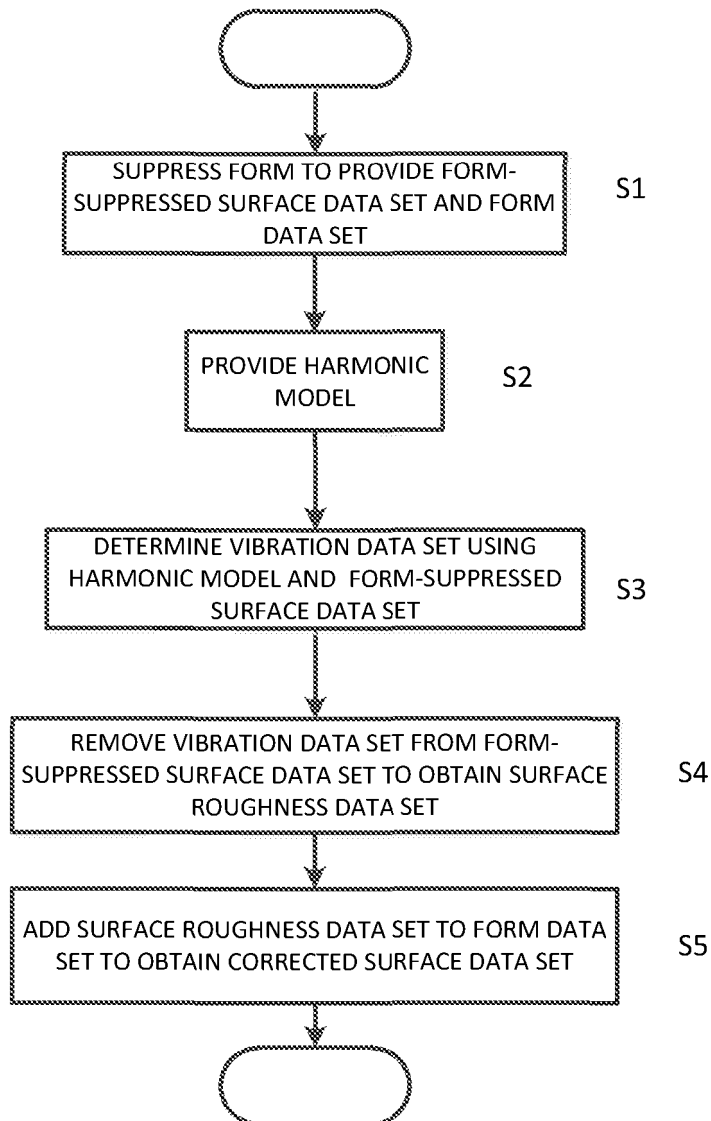 SUPPRESS FORM TO PROVIDE FORM-
SUPPRESSED SURFACE DATA SET AND FORM
DATA SET
S1
PROVIDE HARMONIC
MODEL
S2
DETERMINE VIBRATION DATA SET USING
HARMONIC MODEL AND FORM-SUPPRESSED
SURFACE DATA SET
S3
REMOVE VIBRATION DATA SET FROM FORM-
SUPPRESSED SURFACE DATA SET TO OBTAIN SURFACE
ROUGHNESS DATA SET
S4
ADD SURFACE ROUGHNESS DATA SET TO FORM DATA
SET TO OBTAIN CORRECTED SURFACE DATA SET
S5